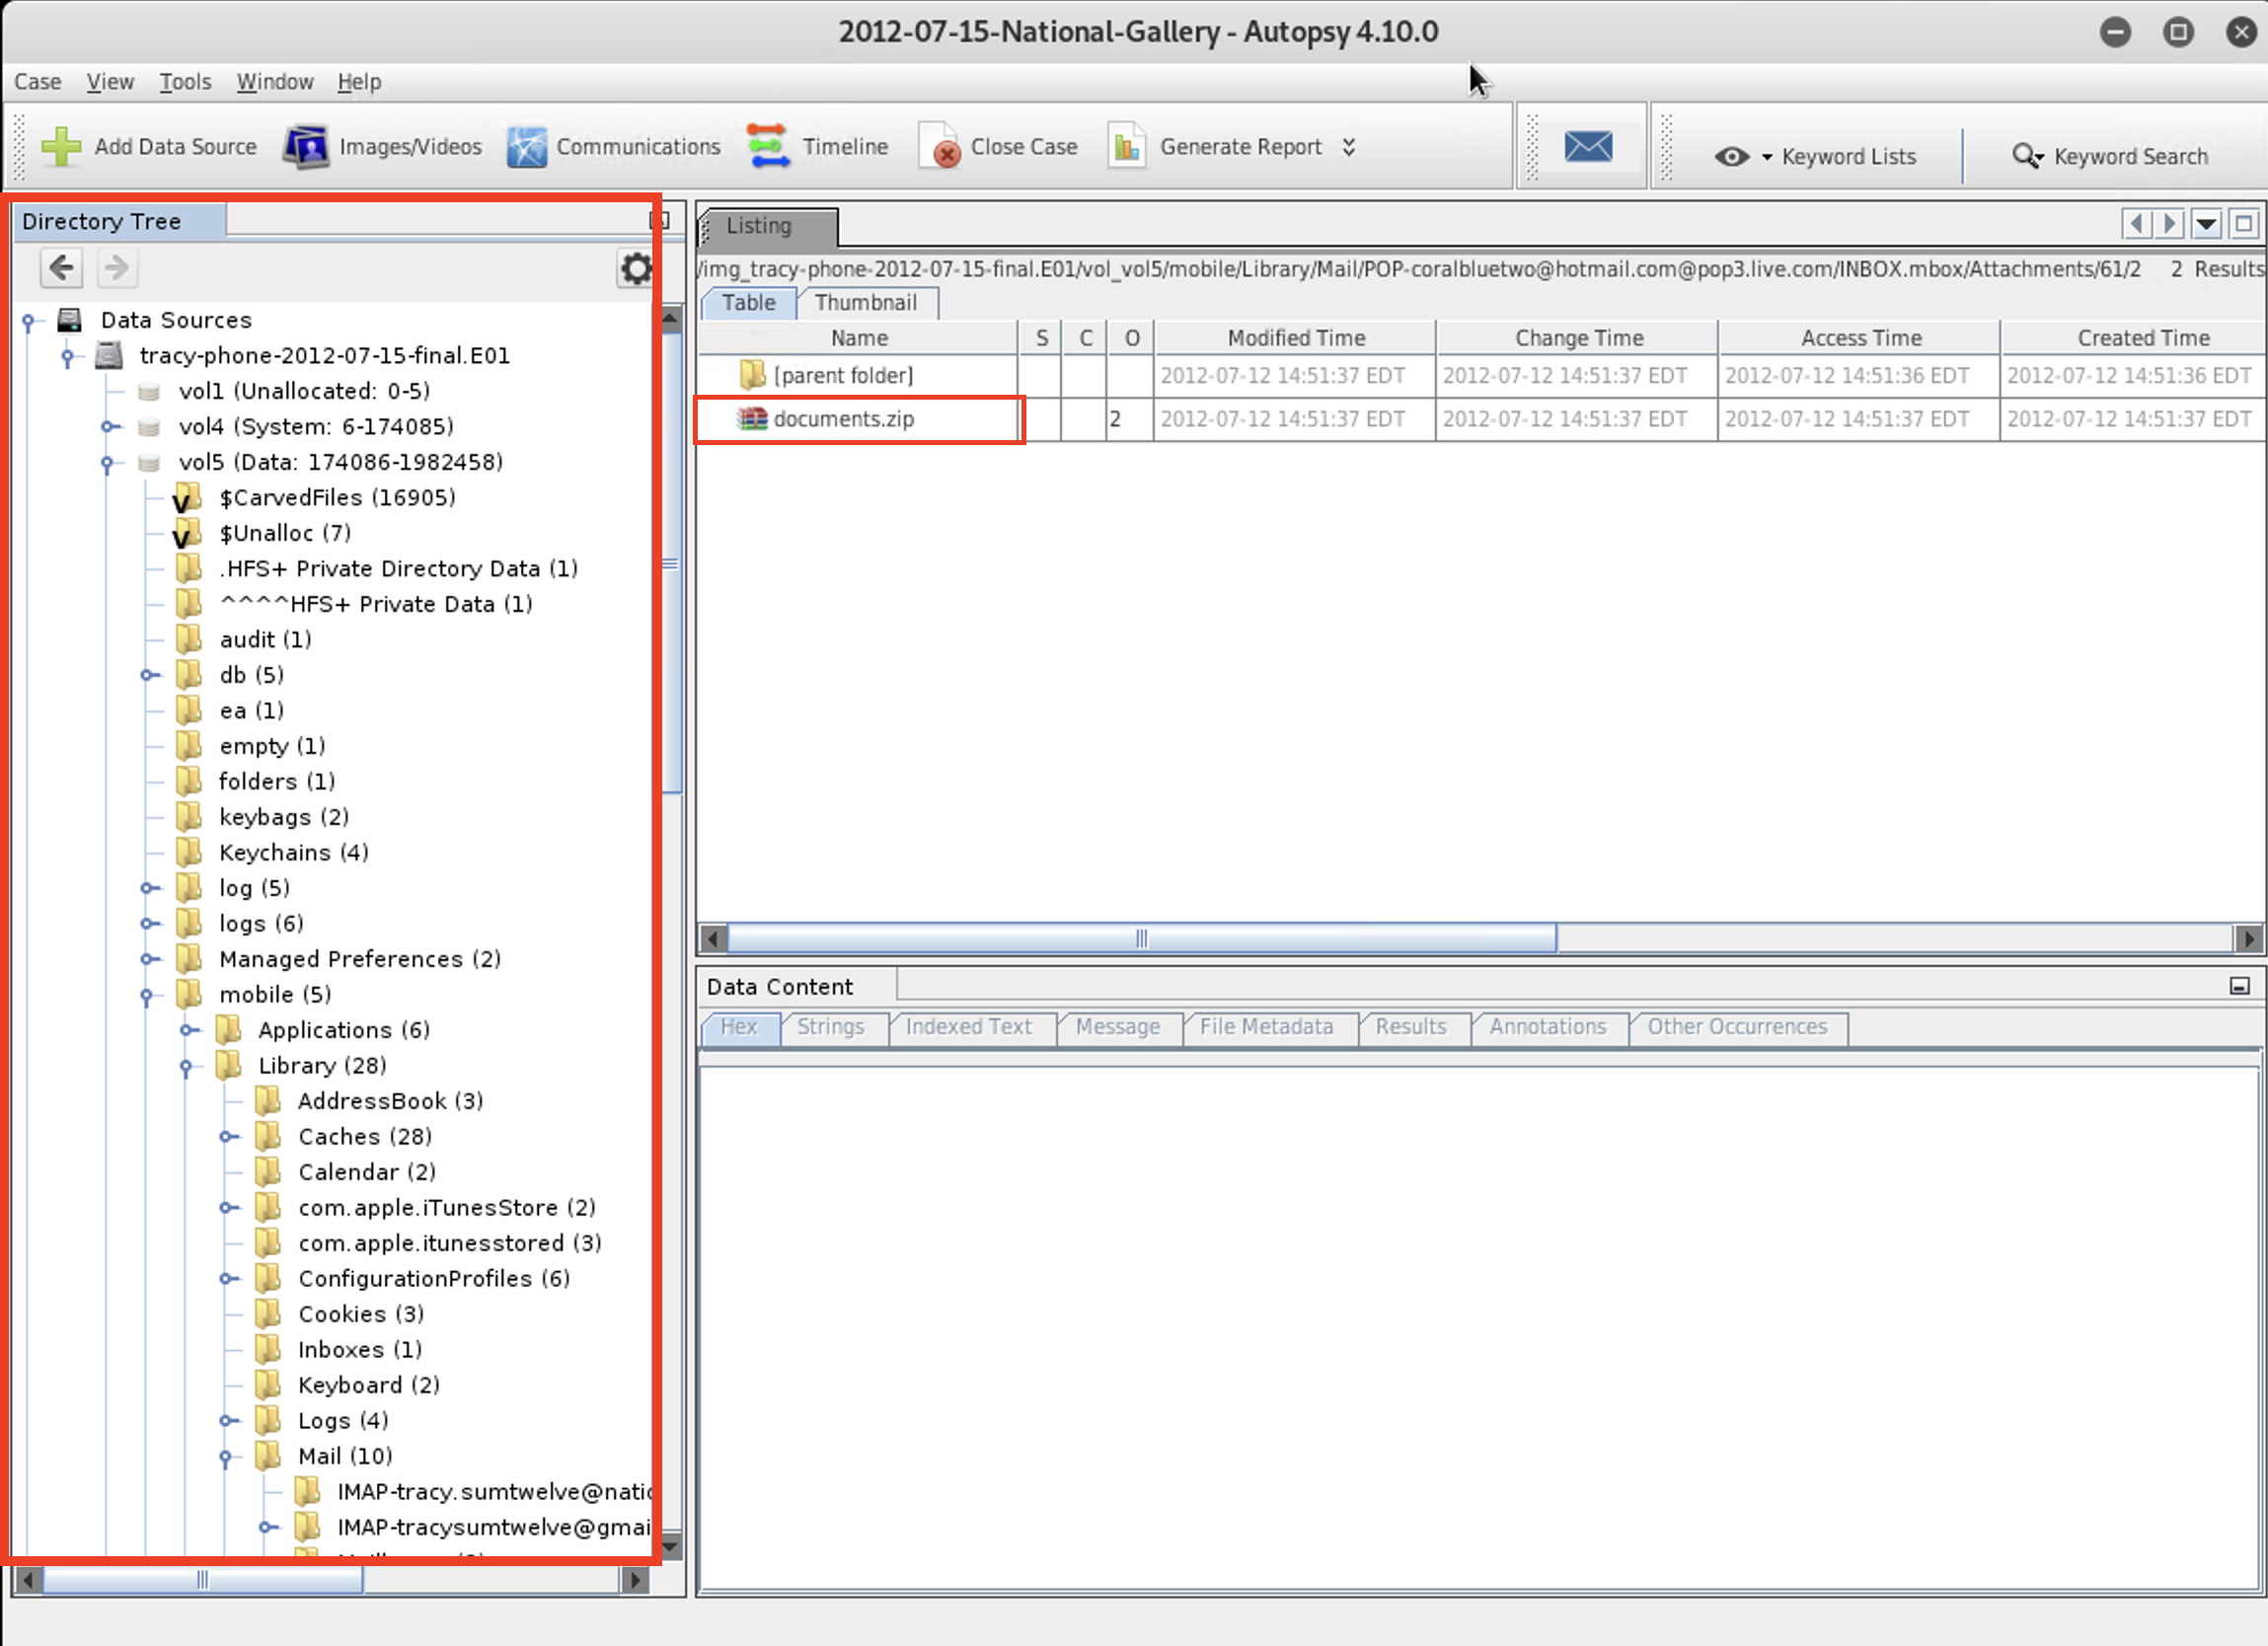 2012-07-15-National-Gallery - Autopsy 4.10.0
Case View Tools Window Help
Add Data Source Images/Videos Communications Timeline Close Case Generate Report Keyword Lists Keyword Search
Directory Tree
Data Sources
tracy-phone-2012-07-15-final.E01
vol1 (Unallocated: 0-5)
vol4 (System: 6-174085)
vol5 (Data: 174086-1982458)
$CarvedFiles (16905)
$Unalloc (7)
.HFS+ Private Directory Data (1)
^^^^HFS+ Private Data (1)
audit (1)
db (5)
ea (1)
empty (1)
folders (1)
keybags (2)
Keychains (4)
log (5)
logs (6)
Managed Preferences (2)
mobile (5)
Applications (6)
Library (28)
AddressBook (3)
Caches (28)
Calendar (2)
com.apple.iTunesStore (2)
com.apple.itunesstored (3)
ConfigurationProfiles (6)
Cookies (3)
Inboxes (1)
Keyboard (2)
Logs (4)
Mail (10)
IMAP-tracy.sumtwelve@natio
IMAP-tracysumtwelve@gmai
Listing
/img_tracy-phone-2012-07-15-final.E01/vol_vol5/mobile/Library/Mail/POP-coralbluetwo@hotmail.com@pop3.live.com/INBOX.mbox/Attachments/61/2 2 Results
Table Thumbnail
Name S C O Modified Time Change Time Access Time Created Time
[parent folder] 2012-07-12 14:51:37 EDT 2012-07-12 14:51:37 EDT 2012-07-12 14:51:36 EDT 2012-07-12 14:51:36 EDT
documents.zip 2 2012-07-12 14:51:37 EDT 2012-07-12 14:51:37 EDT 2012-07-12 14:51:37 EDT 2012-07-12 14:51:37 EDT
Data Content
Hex Strings Indexed Text Message File Metadata Results Annotations Other Occurrences